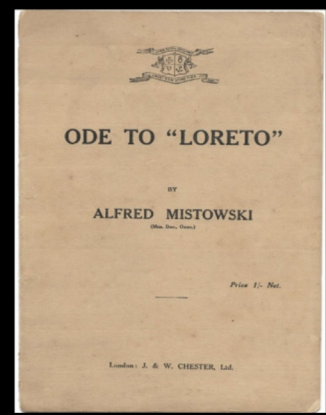 ODE TO "LORETO"
BY
ALFRED MISTOWSKI
(Mus. Doc., Oxon.)
Price 1/- Net.
London: J. & W. CHESTER, Ltd.